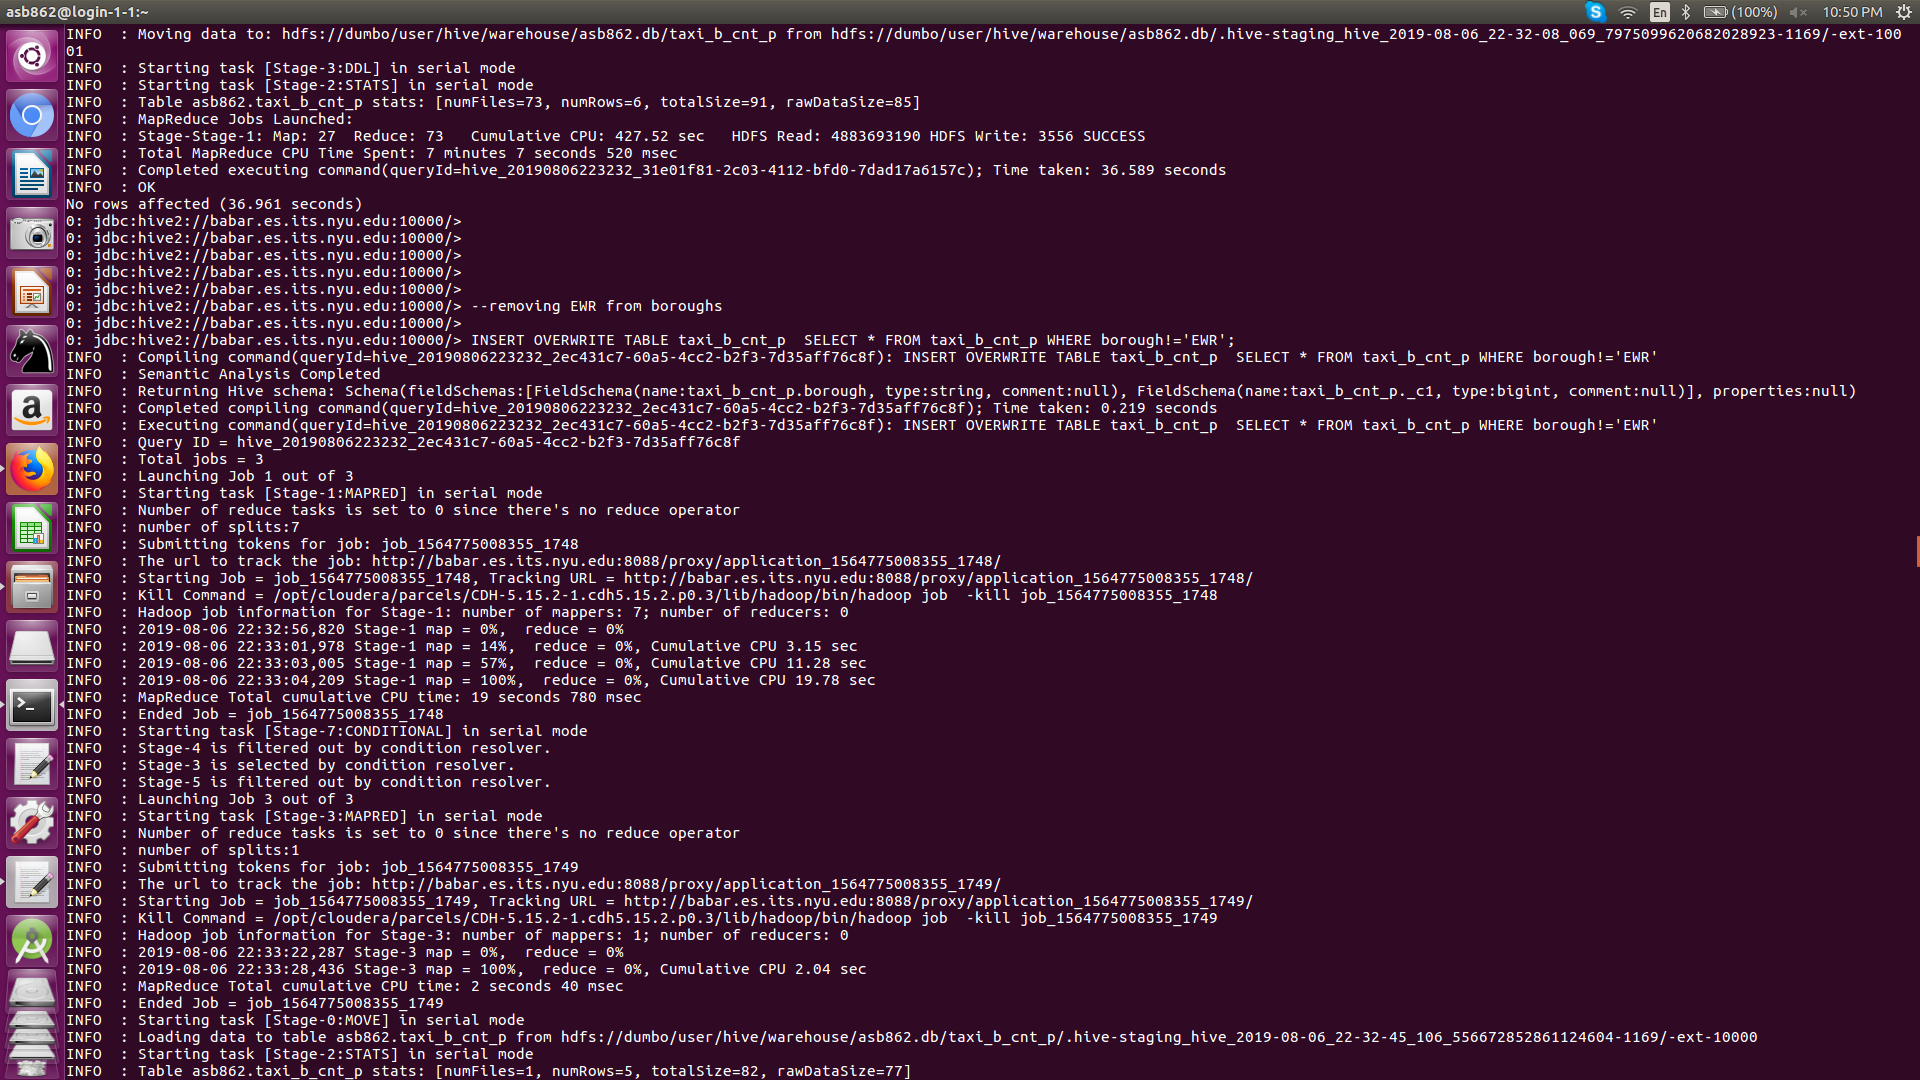 asb862@login-1-1:~
En
(100%)
10:50 PM
INFO  : Moving data to: hdfs://dumbo/user/hive/warehouse/asb862.db/taxi_b_cnt_p from hdfs://dumbo/user/hive/warehouse/asb862.db/.hive-staging_hive_2019-08-06_22-32-08_069_7975099620682028923-1169/-ext-100
01
INFO  : Starting task [Stage-3:DDL] in serial mode
INFO  : Starting task [Stage-2:STATS] in serial mode
INFO  : Table asb862.taxi_b_cnt_p stats: [numFiles=73, numRows=6, totalSize=91, rawDataSize=85]
INFO  : MapReduce Jobs Launched:
INFO  : Stage-Stage-1: Map: 27  Reduce: 73   Cumulative CPU: 427.52 sec   HDFS Read: 4883693190 HDFS Write: 3556 SUCCESS
INFO  : Total MapReduce CPU Time Spent: 7 minutes 7 seconds 520 msec
INFO  : Completed executing command(queryId=hive_20190806223232_31e01f81-2c03-4112-bfd0-7dad17a6157c); Time taken: 36.589 seconds
INFO  : OK
No rows affected (36.961 seconds)
0: jdbc:hive2://babar.es.its.nyu.edu:10000/>
0: jdbc:hive2://babar.es.its.nyu.edu:10000/>
0: jdbc:hive2://babar.es.its.nyu.edu:10000/>
0: jdbc:hive2://babar.es.its.nyu.edu:10000/>
0: jdbc:hive2://babar.es.its.nyu.edu:10000/>
0: jdbc:hive2://babar.es.its.nyu.edu:10000/> --removing EWR from boroughs
0: jdbc:hive2://babar.es.its.nyu.edu:10000/>
0: jdbc:hive2://babar.es.its.nyu.edu:10000/> INSERT OVERWRITE TABLE taxi_b_cnt_p  SELECT * FROM taxi_b_cnt_p WHERE borough!='EWR';
INFO  : Compiling command(queryId=hive_20190806223232_2ec431c7-60a5-4cc2-b2f3-7d35aff76c8f): INSERT OVERWRITE TABLE taxi_b_cnt_p  SELECT * FROM taxi_b_cnt_p WHERE borough!='EWR'
INFO  : Semantic Analysis Completed
INFO  : Returning Hive schema: Schema(fieldSchemas:[FieldSchema(name:taxi_b_cnt_p.borough, type:string, comment:null), FieldSchema(name:taxi_b_cnt_p._c1, type:bigint, comment:null)], properties:null)
INFO  : Completed compiling command(queryId=hive_20190806223232_2ec431c7-60a5-4cc2-b2f3-7d35aff76c8f); Time taken: 0.219 seconds
INFO  : Executing command(queryId=hive_20190806223232_2ec431c7-60a5-4cc2-b2f3-7d35aff76c8f): INSERT OVERWRITE TABLE taxi_b_cnt_p  SELECT * FROM taxi_b_cnt_p WHERE borough!='EWR'
INFO  : Query ID = hive_20190806223232_2ec431c7-60a5-4cc2-b2f3-7d35aff76c8f
INFO  : Total jobs = 3
INFO  : Launching Job 1 out of 3
INFO  : Starting task [Stage-1:MAPRED] in serial mode
INFO  : Number of reduce tasks is set to 0 since there's no reduce operator
INFO  : number of splits:7
INFO  : Submitting tokens for job: job_1564775008355_1748
INFO  : The url to track the job: http://babar.es.its.nyu.edu:8088/proxy/application_1564775008355_1748/
INFO  : Starting Job = job_1564775008355_1748, Tracking URL = http://babar.es.its.nyu.edu:8088/proxy/application_1564775008355_1748/
INFO  : Kill Command = /opt/cloudera/parcels/CDH-5.15.2-1.cdh5.15.2.p0.3/lib/hadoop/bin/hadoop job  -kill job_1564775008355_1748
INFO  : Hadoop job information for Stage-1: number of mappers: 7; number of reducers: 0
INFO  : 2019-08-06 22:32:56,820 Stage-1 map = 0%,  reduce = 0%
INFO  : 2019-08-06 22:33:01,978 Stage-1 map = 14%,  reduce = 0%, Cumulative CPU 3.15 sec
INFO  : 2019-08-06 22:33:03,005 Stage-1 map = 57%,  reduce = 0%, Cumulative CPU 11.28 sec
INFO  : 2019-08-06 22:33:04,209 Stage-1 map = 100%,  reduce = 0%, Cumulative CPU 19.78 sec
INFO  : MapReduce Total cumulative CPU time: 19 seconds 780 msec
INFO  : Ended Job = job_1564775008355_1748
INFO  : Starting task [Stage-7:CONDITIONAL] in serial mode
INFO  : Stage-4 is filtered out by condition resolver.
INFO  : Stage-3 is selected by condition resolver.
INFO  : Stage-5 is filtered out by condition resolver.
INFO  : Launching Job 3 out of 3
INFO  : Starting task [Stage-3:MAPRED] in serial mode
INFO  : Number of reduce tasks is set to 0 since there's no reduce operator
INFO  : number of splits:1
INFO  : Submitting tokens for job: job_1564775008355_1749
INFO  : The url to track the job: http://babar.es.its.nyu.edu:8088/proxy/application_1564775008355_1749/
INFO  : Starting Job = job_1564775008355_1749, Tracking URL = http://babar.es.its.nyu.edu:8088/proxy/application_1564775008355_1749/
INFO  : Kill Command = /opt/cloudera/parcels/CDH-5.15.2-1.cdh5.15.2.p0.3/lib/hadoop/bin/hadoop job  -kill job_1564775008355_1749
INFO  : Hadoop job information for Stage-3: number of mappers: 1; number of reducers: 0
INFO  : 2019-08-06 22:33:22,287 Stage-3 map = 0%,  reduce = 0%
INFO  : 2019-08-06 22:33:28,436 Stage-3 map = 100%,  reduce = 0%, Cumulative CPU 2.04 sec
INFO  : MapReduce Total cumulative CPU time: 2 seconds 40 msec
INFO  : Ended Job = job_1564775008355_1749
INFO  : Starting task [Stage-0:MOVE] in serial mode
INFO  : Loading data to table asb862.taxi_b_cnt_p from hdfs://dumbo/user/hive/warehouse/asb862.db/taxi_b_cnt_p/.hive-staging_hive_2019-08-06_22-32-45_106_556672852861124604-1169/-ext-10000
INFO  : Starting task [Stage-2:STATS] in serial mode
INFO  : Table asb862.taxi_b_cnt_p stats: [numFiles=1, numRows=5, totalSize=82, rawDataSize=77]